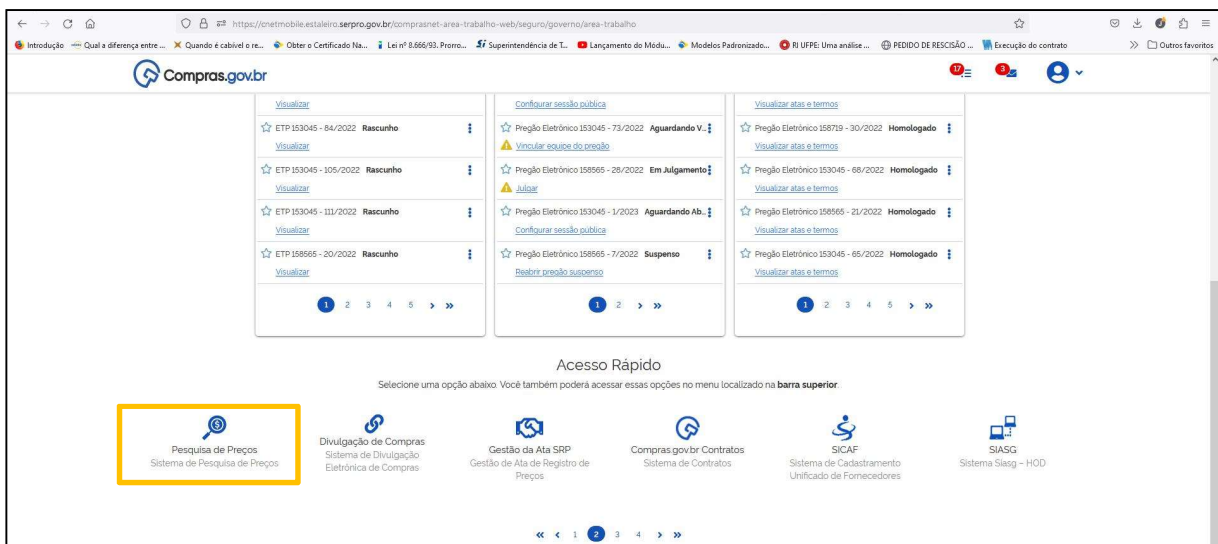 https://cnetmobile.estaleiro.serpro.gov.br/comprasnet-area-trabalho-web/seguro/governo/area-trabalho
Introdução Qual a diferença entre ... Quando é cabível o re... Obter o Certificado Na... Lei nº 8.666/93. Prorro... Superintendência de T... Lançamento do Módu... Modelos Padronizado... RJ UFPE: Uma análise ... PEDIDO DE RESCISÃO ... Execução do contrato Outros favoritos
Compras.gov.br 17 3
Visualizar Configurar sessão pública Visualizar atas e termos
ETP 153045 - 84/2022 Rascunho Pregão Eletrônico 153045 - 73/2022 Aguardando V... Pregão Eletrônico 158719 - 30/2022 Homologado
Visualizar Vincular equipe do pregão Visualizar atas e termos
ETP 153045 - 105/2022 Rascunho Pregão Eletrônico 158565 - 28/2022 Em Julgamento Pregão Eletrônico 153045 - 68/2022 Homologado
Visualizar Julgar Visualizar atas e termos
ETP 153045 - 111/2022 Rascunho Pregão Eletrônico 153045 - 1/2023 Aguardando Ab... Pregão Eletrônico 158565 - 21/2022 Homologado
Visualizar Configurar sessão pública Visualizar atas e termos
ETP 158565 - 20/2022 Rascunho Pregão Eletrônico 158565 - 7/2022 Suspenso Pregão Eletrônico 153045 - 65/2022 Homologado
Visualizar Reabrir pregão suspenso Visualizar atas e termos
1 2 3 4 5 › » 1 2 › » 1 2 3 4 5 › »
Acesso Rápido
Selecione uma opção abaixo. Você também poderá acessar essas opções no menu localizado na barra superior.
Pesquisa de Preços
Sistema de Pesquisa de Preços
Divulgação de Compras
Sistema de Divulgação
Eletrônica de Compras
Gestão da Ata SRP
Gestão de Ata de Registro de
Preços
Compras.gov.br Contratos
Sistema de Contratos
SICAF
Sistema de Cadastramento
Unificado de Fornecedores
SIASG
Sistema Siasg – HOD
« ‹ 1 2 3 4 › »